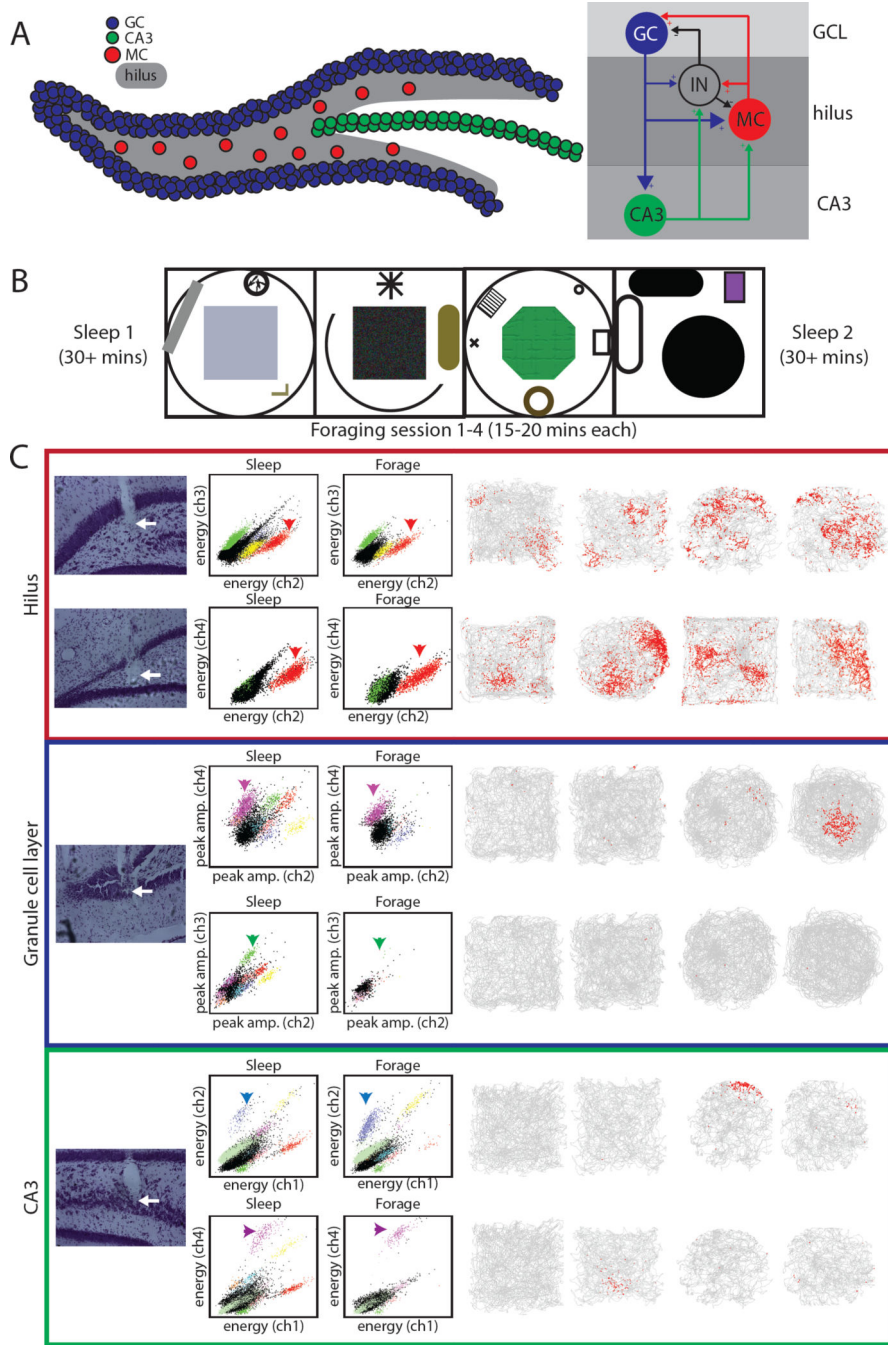 A
GC
CA3
MC
hilus
GC
IN
MC
CA3
GCL
hilus
CA3
+
-
+
+
-
+
+
+
+
+
B
Sleep 1
(30+ mins)
Sleep 2
(30+ mins)
Foraging session 1-4 (15-20 mins each)
C
Hilus
Sleep
Forage
energy (ch3)
energy (ch3)
energy (ch2)
energy (ch2)
Sleep
Forage
energy (ch4)
energy (ch4)
energy (ch2)
energy (ch2)
Granule cell layer
Sleep
Forage
peak amp. (ch4)
peak amp. (ch4)
peak amp. (ch2)
peak amp. (ch2)
Sleep
Forage
peak amp. (ch3)
peak amp. (ch3)
peak amp. (ch2)
peak amp. (ch2)
CA3
Sleep
Forage
energy (ch2)
energy (ch2)
energy (ch1)
energy (ch1)
Sleep
Forage
energy (ch4)
energy (ch4)
energy (ch1)
energy (ch1)